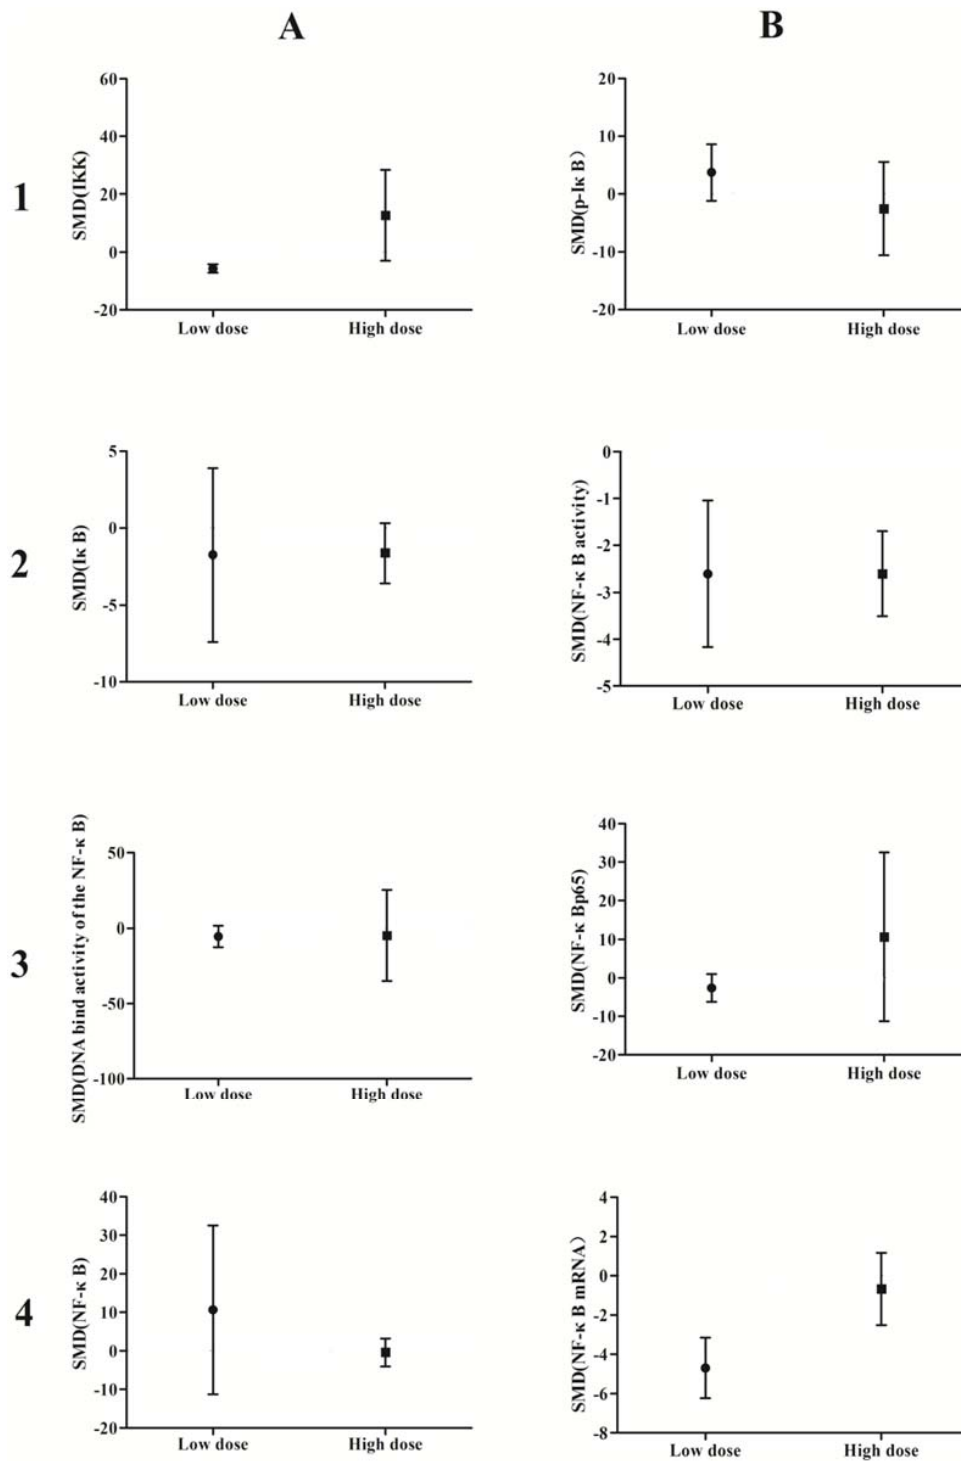 A
B
1
SMD(IKK)
60
40
20
0
-20
Low dose
High dose
SMD(p-Iκ B)
20
10
0
-10
-20
Low dose
High dose
2
SMD(Iκ B)
5
0
-5
-10
Low dose
High dose
SMD(NF-κ B activity)
0
-1
-2
-3
-4
-5
Low dose
High dose
3
SMD(DNA bind activity of the NF-κ B)
50
0
-50
-100
Low dose
High dose
SMD(NF-κ Bp65)
40
30
20
10
0
-10
-20
Low dose
High dose
4
SMD(NF-κ B)
40
30
20
10
0
-10
-20
Low dose
High dose
SMD(NF-κ B mRNA)
4
2
0
-2
-4
-6
-8
Low dose
High dose